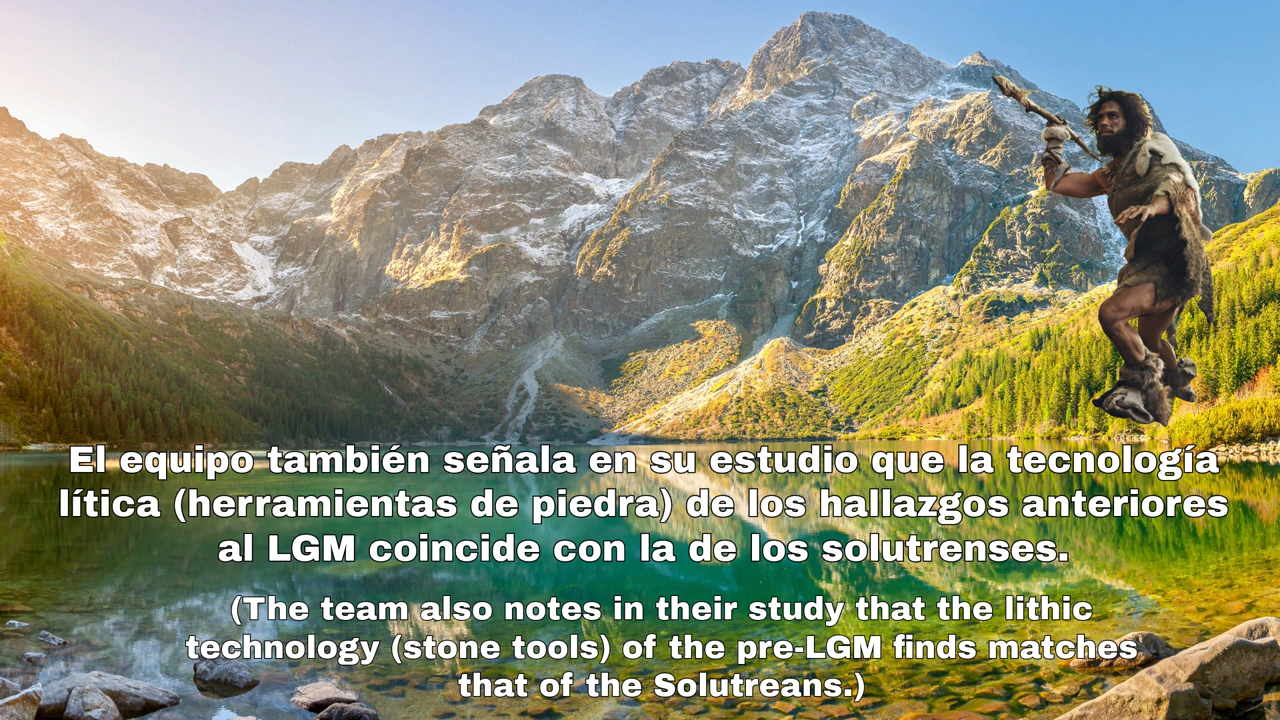 El equipo también señala en su estudio que la tecnología
lítica (herramientas de piedra) de los hallazgos anteriores
al LGM coincide con la de los solutrenses.
(The team also notes in their study that the lithic
technology (stone tools) of the pre-LGM finds matches
that of the Solutreans.)